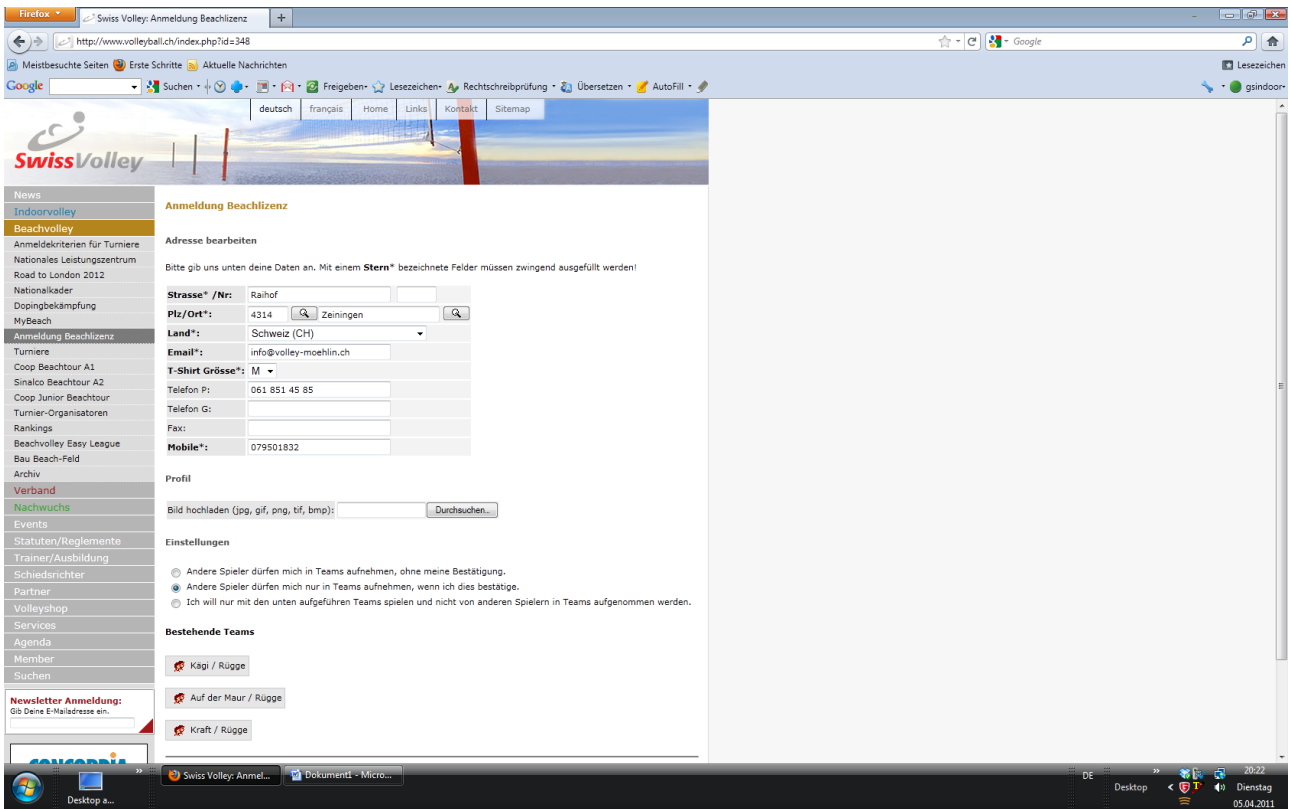 Firefox
Swiss Volley: Anmeldung Beachlizenz
http://www.volleyball.ch/index.php?id=348
Google
Meistbesuchte Seiten Erste Schritte Aktuelle Nachrichten Lesezeichen
Google Suchen Freigeben Lesezeichen Rechtschreibprüfung Übersetzen AutoFill gsindoor
deutsch français Home Links Kontakt Sitemap
SwissVolley
News
Indoorvolley
Beachvolley
Anmeldekriterien für Turniere
Nationales Leistungszentrum
Road to London 2012
Nationalkader
Dopingbekämpfung
MyBeach
Anmeldung Beachlizenz
Turniere
Coop Beachtour A1
Sinalco Beachtour A2
Coop Junior Beachtour
Turnier-Organisatoren
Rankings
Beachvolley Easy League
Bau Beach-Feld
Archiv
Verband
Nachwuchs
Events
Statuten/Reglemente
Trainer/Ausbildung
Schiedsrichter
Partner
Volleyshop
Services
Agenda
Member
Suchen
Newsletter Anmeldung:
Gib Deine E-Mailadresse ein.
CONCORDIA
Anmeldung Beachlizenz
Adresse bearbeiten
Bitte gib uns unten deine Daten an. Mit einem Stern* bezeichnete Felder müssen zwingend ausgefüllt werden!
Strasse* /Nr: Raihof
Plz/Ort*: 4314 Zeiningen
Land*: Schweiz (CH)
Email*: info@volley-moehlin.ch
T-Shirt Grösse*: M
Telefon P: 061 851 45 85
Telefon G:
Fax:
Mobile*: 079501832
Profil
Bild hochladen (jpg, gif, png, tif, bmp): Durchsuchen...
Einstellungen
Andere Spieler dürfen mich in Teams aufnehmen, ohne meine Bestätigung.
Andere Spieler dürfen mich nur in Teams aufnehmen, wenn ich dies bestätige.
Ich will nur mit den unten aufgeführen Teams spielen und nicht von anderen Spielern in Teams aufgenommen werden.
Bestehende Teams
Kägi / Rügge
Auf der Maur / Rügge
Kraft / Rügge
Desktop a...
Swiss Volley: Anmel...
Dokument1 - Micro...
DE
Desktop
20:22
Dienstag
05.04.2011